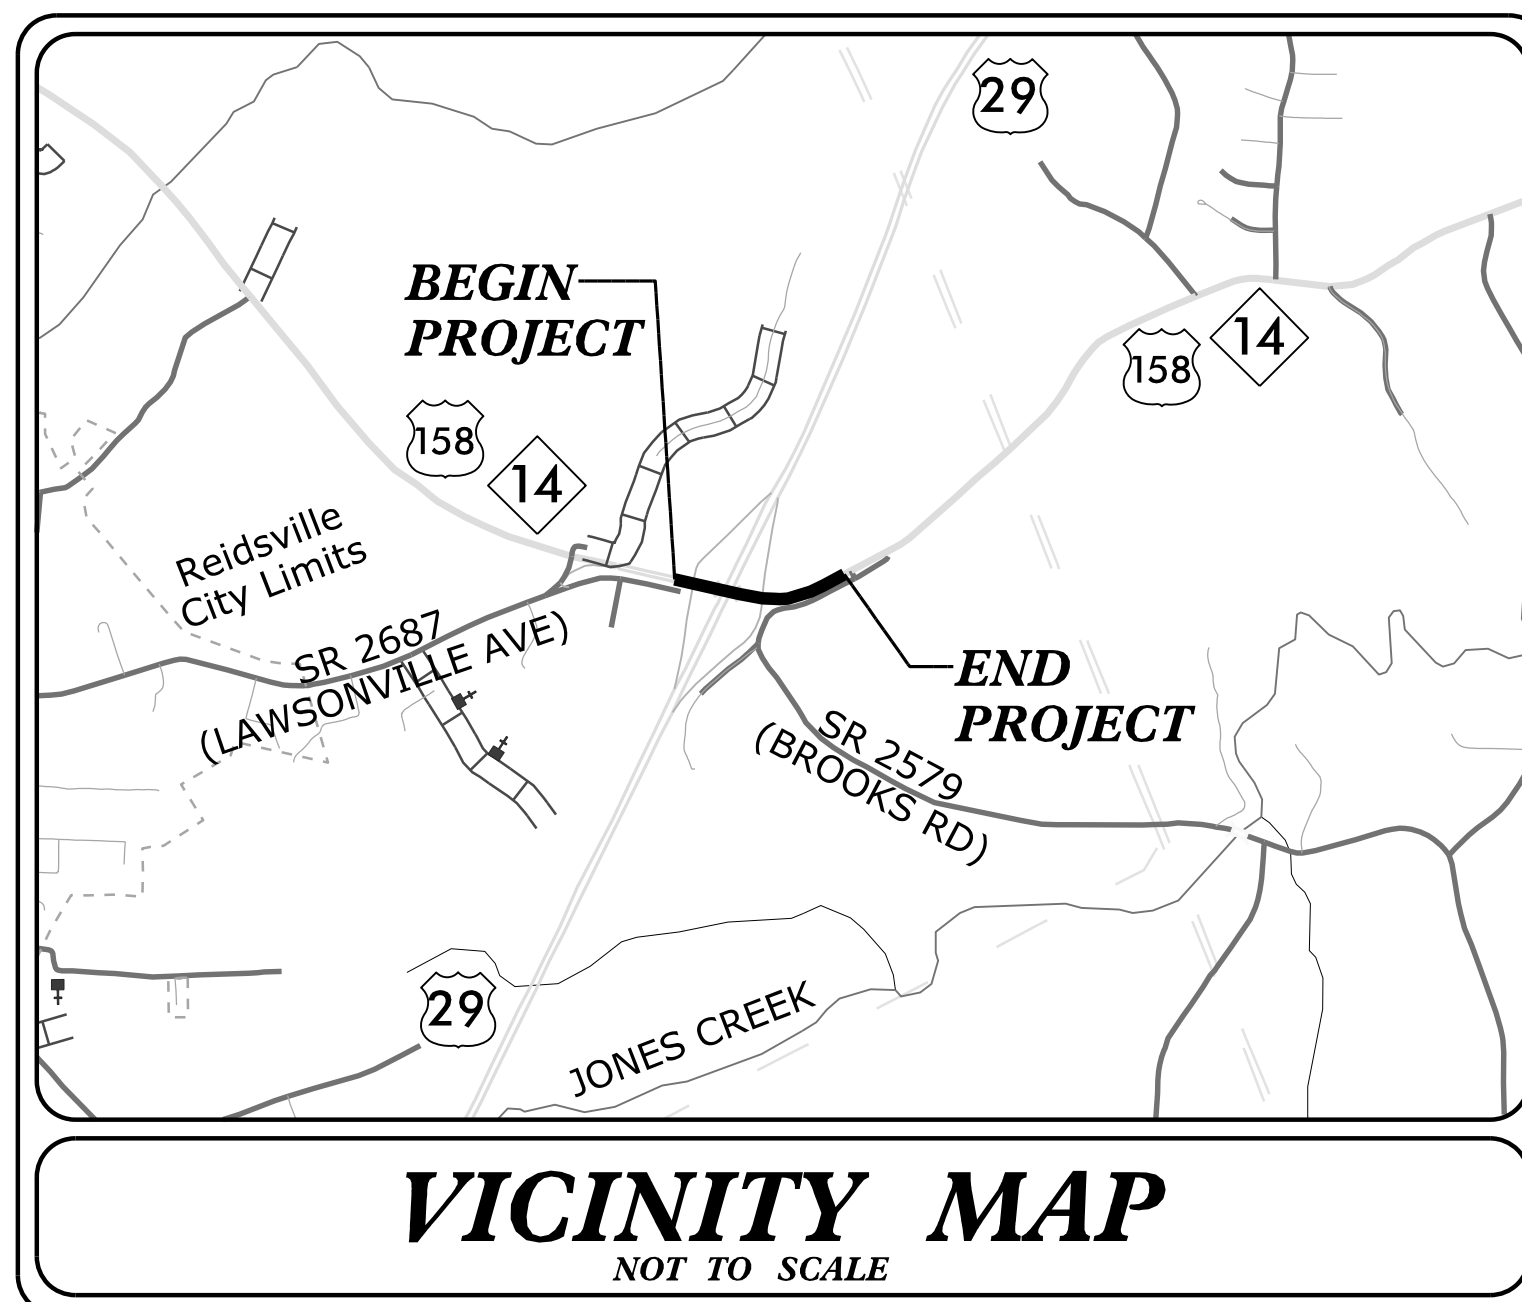 29
BEGIN
PROJECT
158
14
158
14
Reidsville
City Limits
SR 2687
(LAWSONVILLE AVE)
END
PROJECT
SR 2579
(BROOKS RD)
29
JONES CREEK
VICINITY MAP
NOT TO SCALE